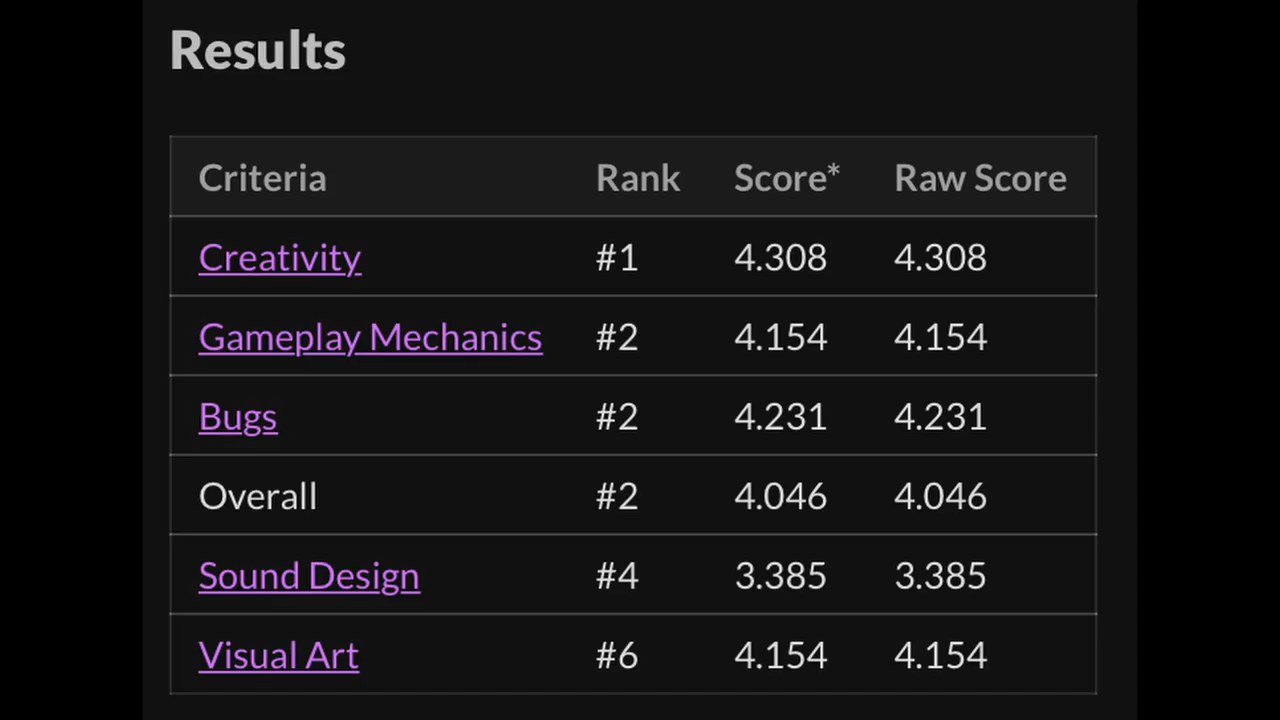 Results
Criteria Rank Score* Raw Score
Creativity #1 4.308 4.308
Gameplay Mechanics #2 4.154 4.154
Bugs #2 4.231 4.231
Overall #2 4.046 4.046
Sound Design #4 3.385 3.385
Visual Art #6 4.154 4.154